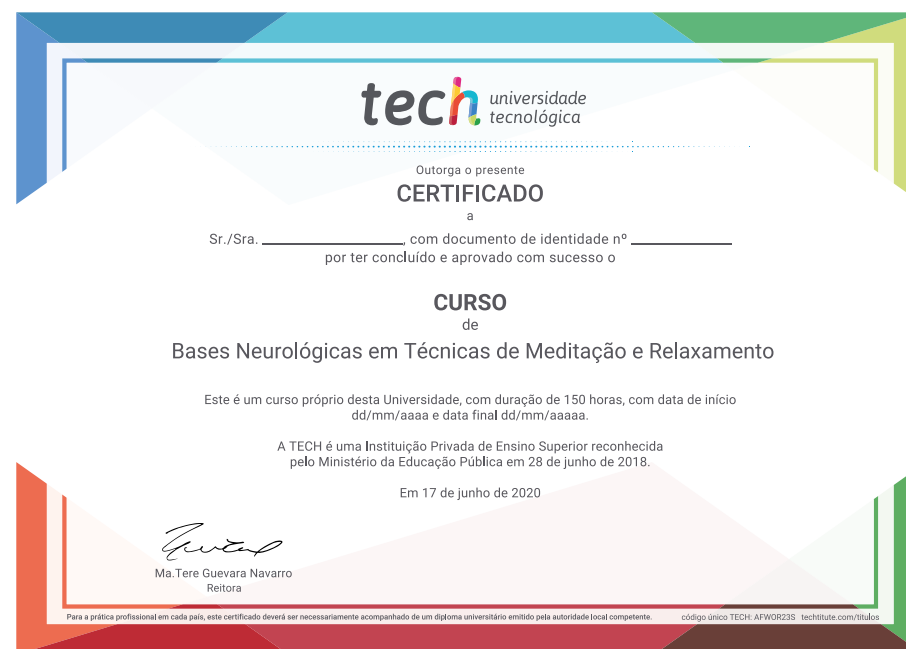 tech universidade
tecnológica
Outorga o presente
CERTIFICADO
a
Sr./Sra. , com documento de identidade nº
por ter concluído e aprovado com sucesso o
CURSO
de
Bases Neurológicas em Técnicas de Meditação e Relaxamento
Este é um curso próprio desta Universidade, com duração de 150 horas, com data de início
dd/mm/aaaa e data final dd/mm/aaaaa.
A TECH é uma Instituição Privada de Ensino Superior reconhecida
pelo Ministério da Educação Pública em 28 de junho de 2018.
Em 17 de junho de 2020
Ma.Tere Guevara Navarro
Reitora
Para a prática profissional em cada país, este certificado deverá ser necessariamente acompanhado de um diploma universitário emitido pela autoridade local competente. código único TECH: AFWOR23S techtitute.com/titulos